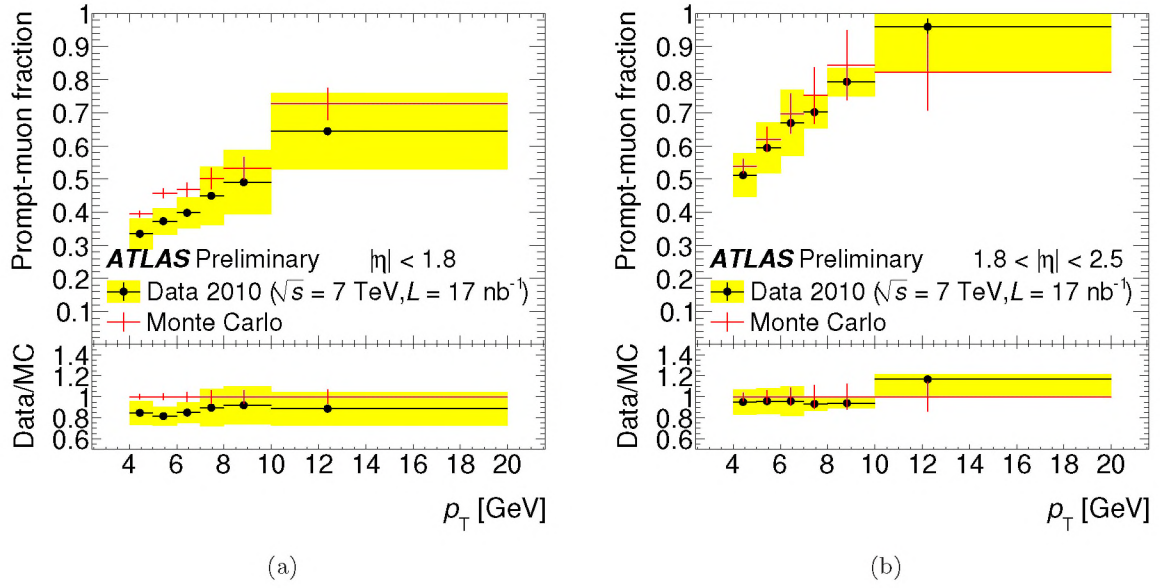 Prompt-muon fraction
1
0.9
0.8
0.7
0.6
0.5
0.4
0.3
0.2
0.1
ATLAS Preliminary |η| < 1.8
Data 2010 (√s = 7 TeV, L = 17 nb⁻¹)
Monte Carlo
Data/MC
1.4
1.2
1
0.8
0.6
4 6 8 10 12 14 16 18 20
p_T [GeV]
(a)
Prompt-muon fraction
1
0.9
0.8
0.7
0.6
0.5
0.4
0.3
0.2
0.1
ATLAS Preliminary 1.8 < |η| < 2.5
Data 2010 (√s = 7 TeV, L = 17 nb⁻¹)
Monte Carlo
Data/MC
1.4
1.2
1
0.8
0.6
4 6 8 10 12 14 16 18 20
p_T [GeV]
(b)